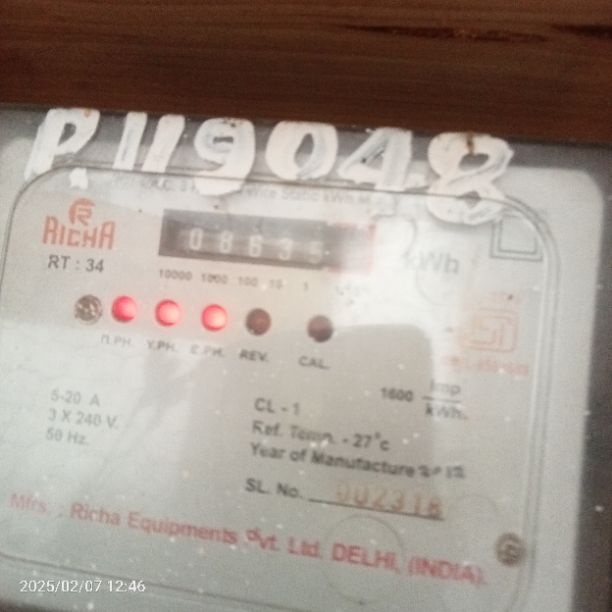 R.119048
RICHA
RT : 34
08635
kWh
10000 1000 100 10 1
R.PH. Y.PH. B.PH. REV. CAL.
1600 Imp
kWh.
5-20 A
3 X 240 V.
50 Hz.
CL - 1
Ref. Temp. - 27°c
Year of Manufacture 2012
SL. No. 002318
Mfrs. : Richa Equipments Pvt. Ltd. DELHI, (INDIA).
2025/02/07 12:46